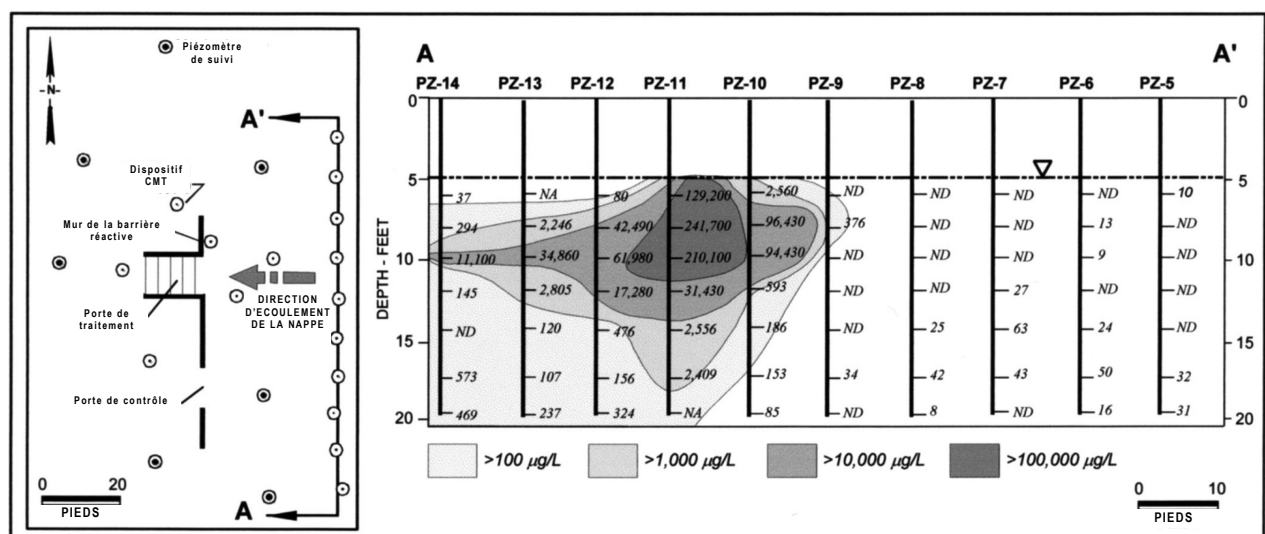 Piézomètre
de suivi
-N-
A'
Dispositif
CMT
Mur de la barrière
réactive
DIRECTION
D'ECOULEMENT
DE LA NAPPE
Porte de
traitement
Porte de contrôle
0 20
PIEDS
A
A A'
PZ-14 PZ-13 PZ-12 PZ-11 PZ-10 PZ-9 PZ-8 PZ-7 PZ-6 PZ-5
0 0
5 5
37 NA 80 129,200 2,560 ND ND ND ND 10
294 2,246 42,490 241,700 96,430 376 ND ND 13 ND
10 11,100 34,860 61,980 210,100 94,430 ND ND ND 9 ND 10
145 2,805 17,280 31,430 593 ND ND 27 ND ND
ND 120 476 2,556 186 ND 25 63 24 ND
15 15
573 107 156 2,409 153 34 42 43 50 32
469 237 324 NA 85 ND 8 ND 16 31
20 20
DEPTH - FEET
>100 µg/L >1,000 µg/L >10,000 µg/L >100,000 µg/L
0 10
PIEDS